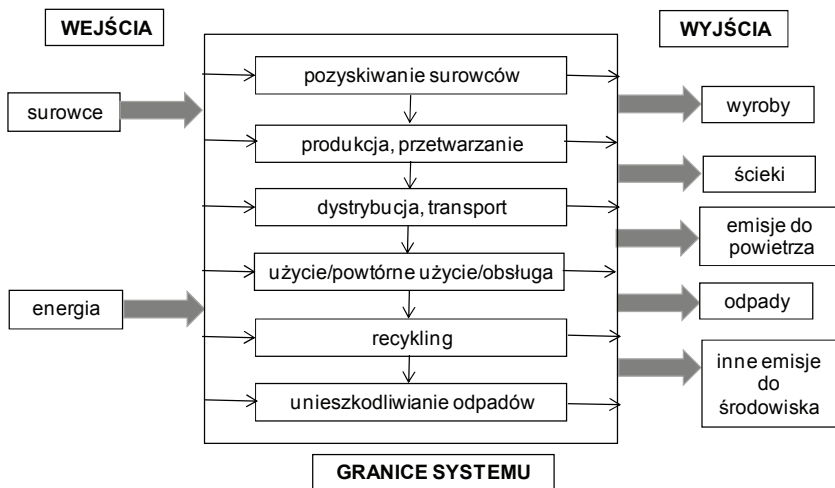 WEJŚCIA
WYJŚCIA
pozyskiwanie surowców
surowce
wyroby
produkcja, przetwarzanie
ścieki
dystrybucja, transport
emisje do
powietrza
użycie/powtórne użycie/obsługa
energia
odpady
recykling
inne emisje
do
środowiska
unieszkodliwianie odpadów
GRANICE SYSTEMU